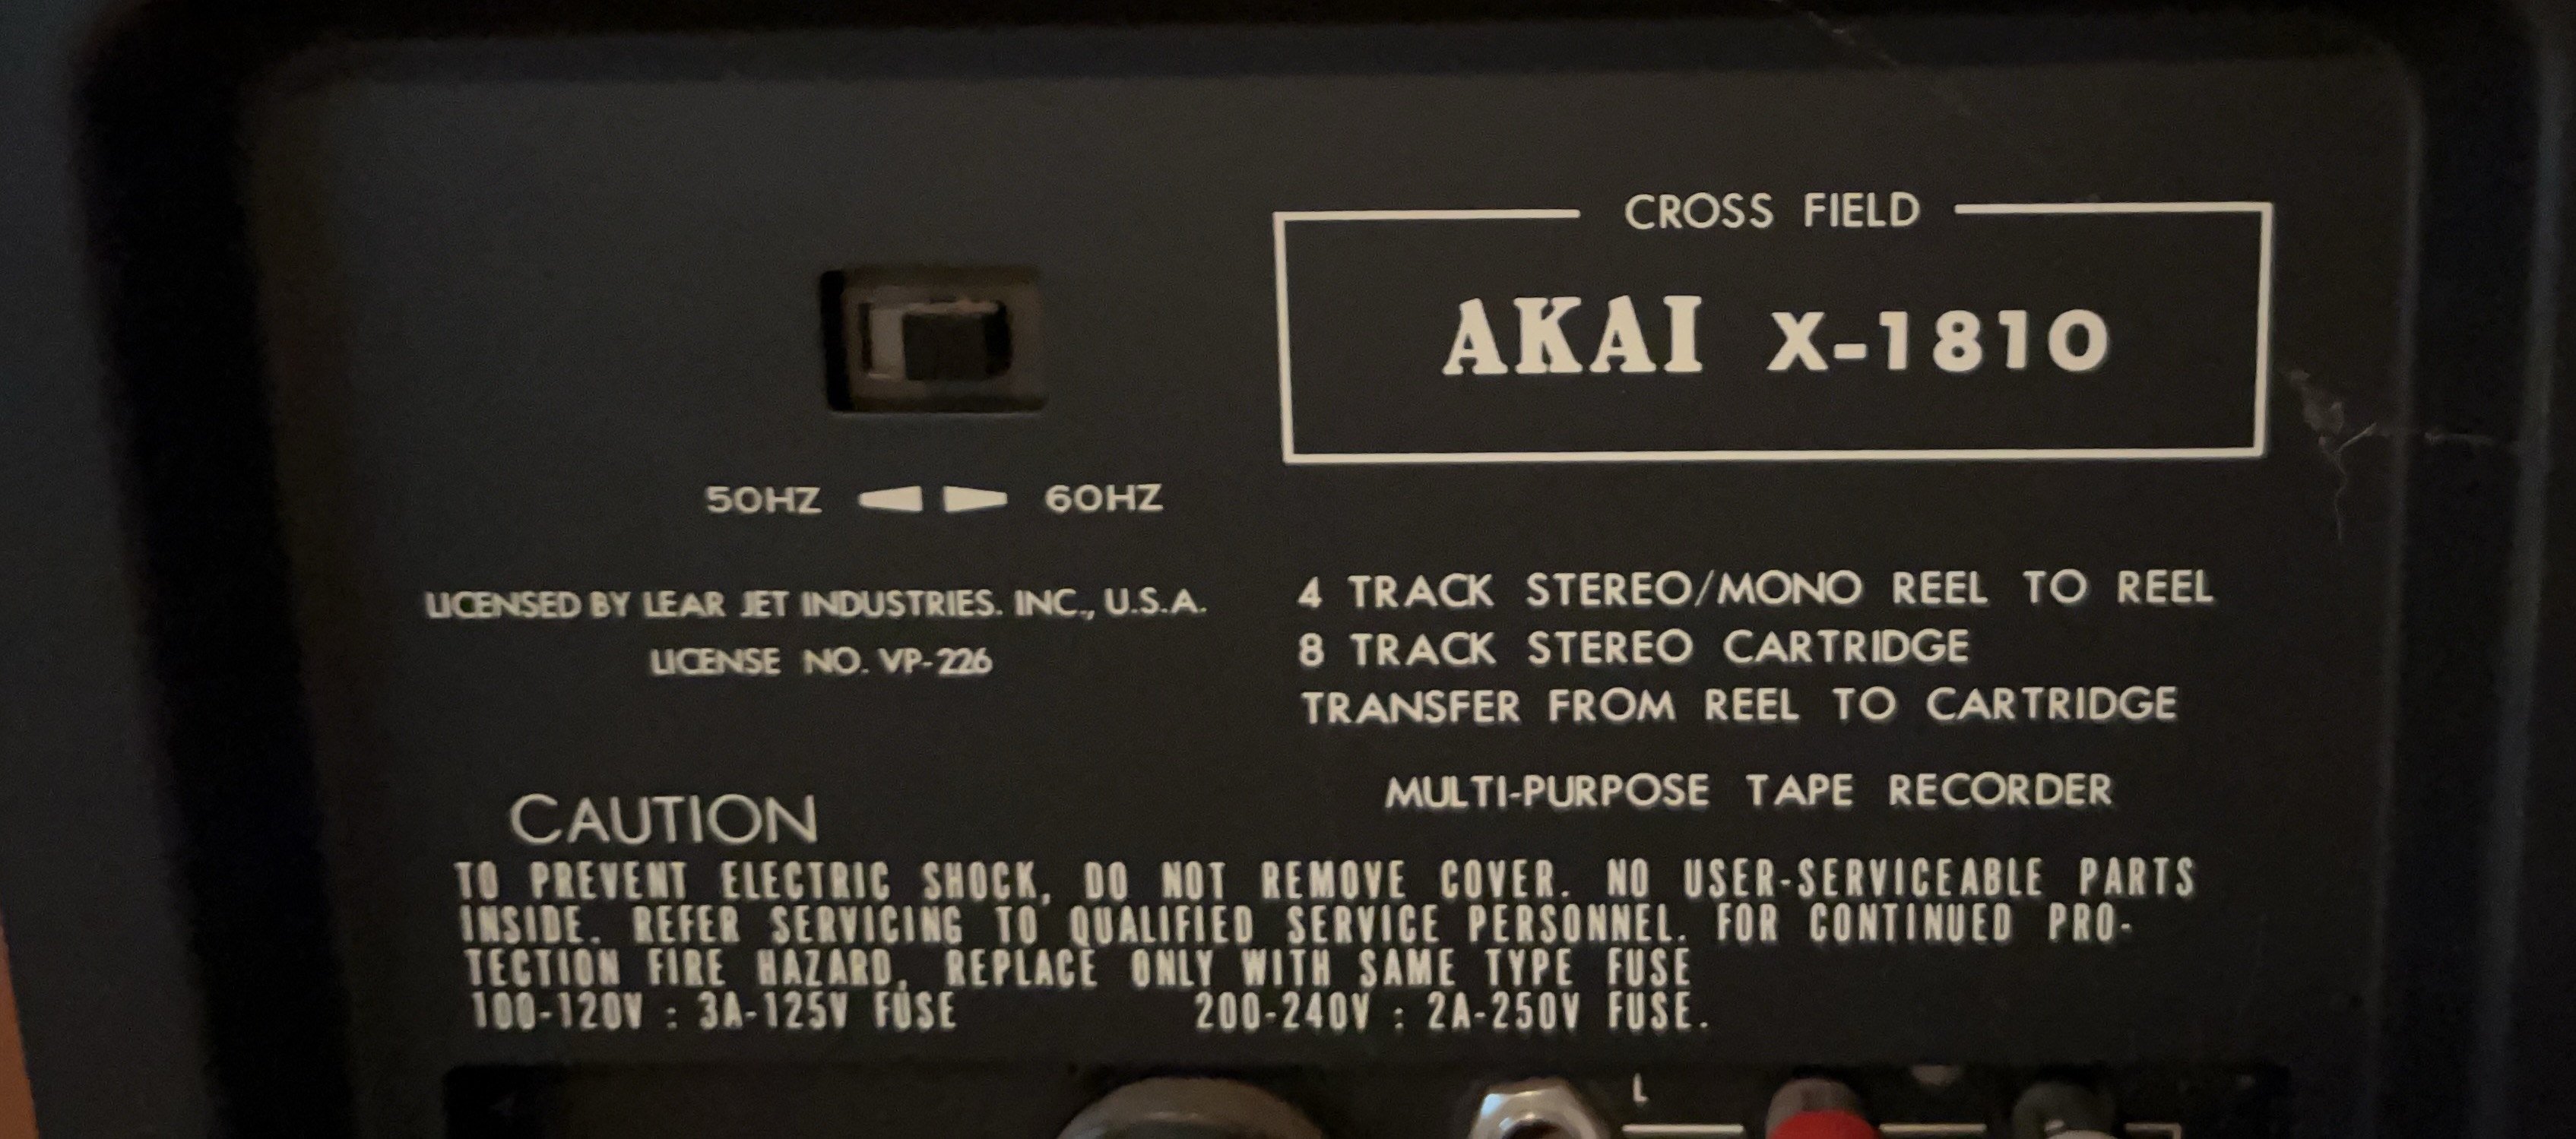 CROSS FIELD
AKAI X-1810
50HZ 60HZ
LICENSED BY LEAR JET INDUSTRIES. INC., U.S.A.
LICENSE NO. VP-226
4 TRACK STEREO/MONO REEL TO REEL
8 TRACK STEREO CARTRIDGE
TRANSFER FROM REEL TO CARTRIDGE
MULTI-PURPOSE TAPE RECORDER
CAUTION
TO PREVENT ELECTRIC SHOCK, DO NOT REMOVE COVER. NO USER-SERVICEABLE PARTS
INSIDE. REFER SERVICING TO QUALIFIED SERVICE PERSONNEL. FOR CONTINUED PRO-
TECTION FIRE HAZARD, REPLACE ONLY WITH SAME TYPE FUSE
100-120V : 3A-125V FUSE 200-240V : 2A-250V FUSE.
L